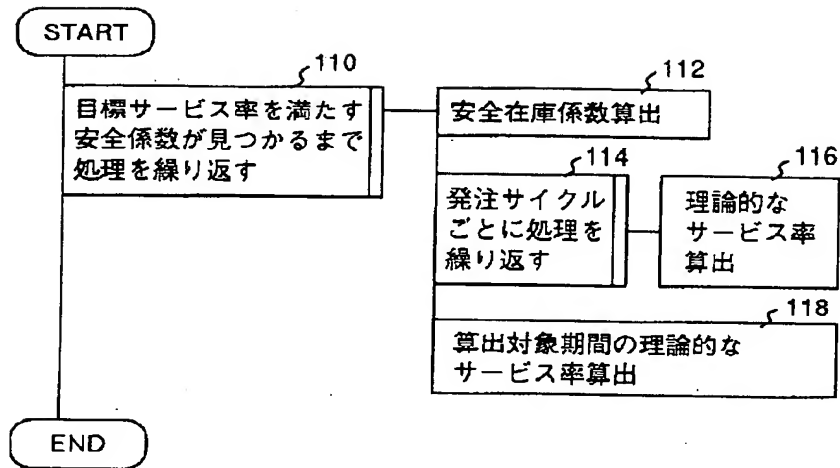 START
110
目標サービス率を満たす
安全係数が見つかるまで
処理を繰り返す
112
安全在庫係数算出
114
発注サイクル
ごとに処理を
繰り返す
116
理論的な
サービス率
算出
118
算出対象期間の理論的な
サービス率算出
END